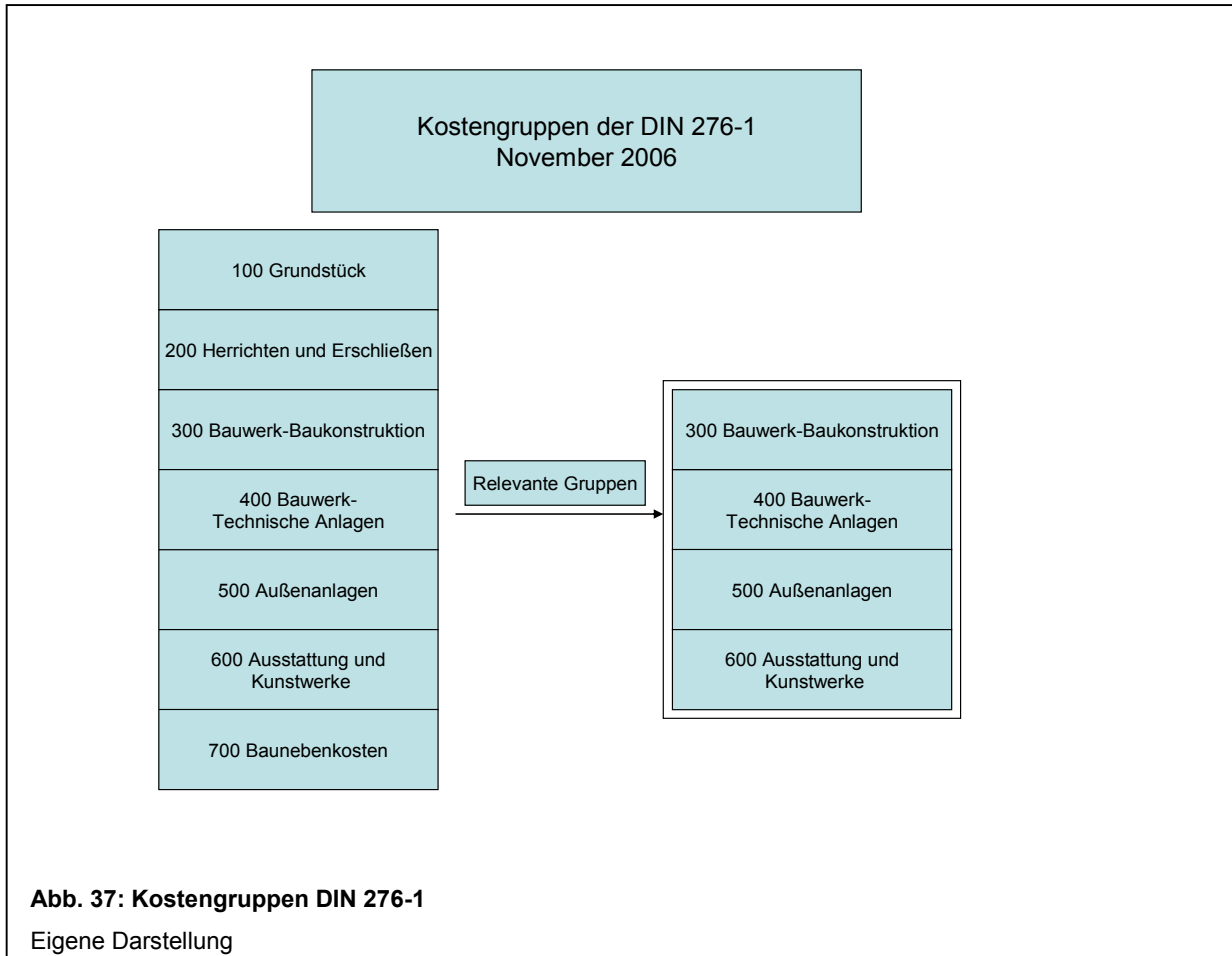 Kostengruppen der DIN 276-1
November 2006
100 Grundstück
200 Herrichten und Erschließen
300 Bauwerk-Baukonstruktion
400 Bauwerk-
Technische Anlagen
500 Außenanlagen
600 Ausstattung und
Kunstwerke
700 Baunebenkosten
Relevante Gruppen
300 Bauwerk-Baukonstruktion
400 Bauwerk-
Technische Anlagen
500 Außenanlagen
600 Ausstattung und
Kunstwerke
Abb. 37: Kostengruppen DIN 276-1
Eigene Darstellung